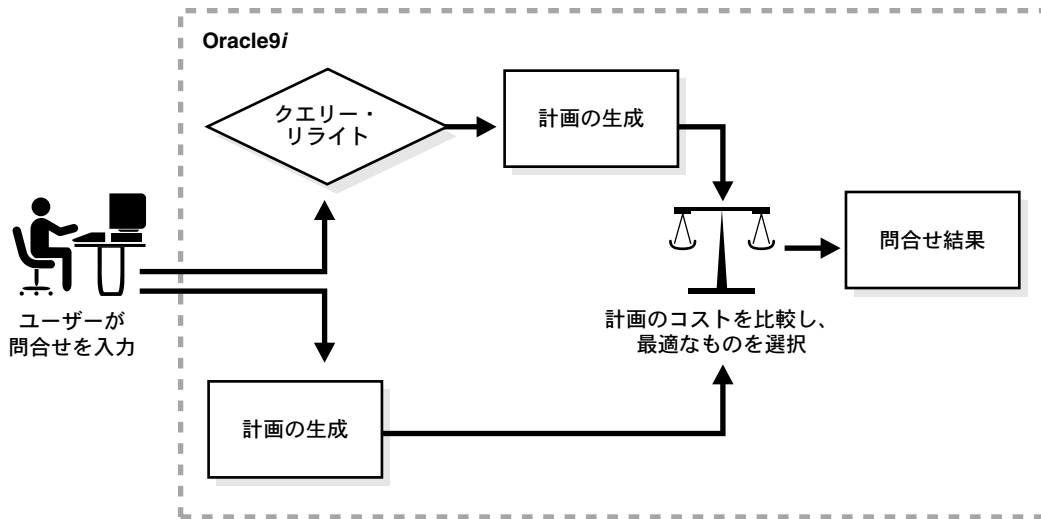 Oracle9i
クエリー・
リライト
計画の生成
問合せ結果
ユーザーが
問合せを入力
計画のコストを比較し、
最適なものを選択
計画の生成